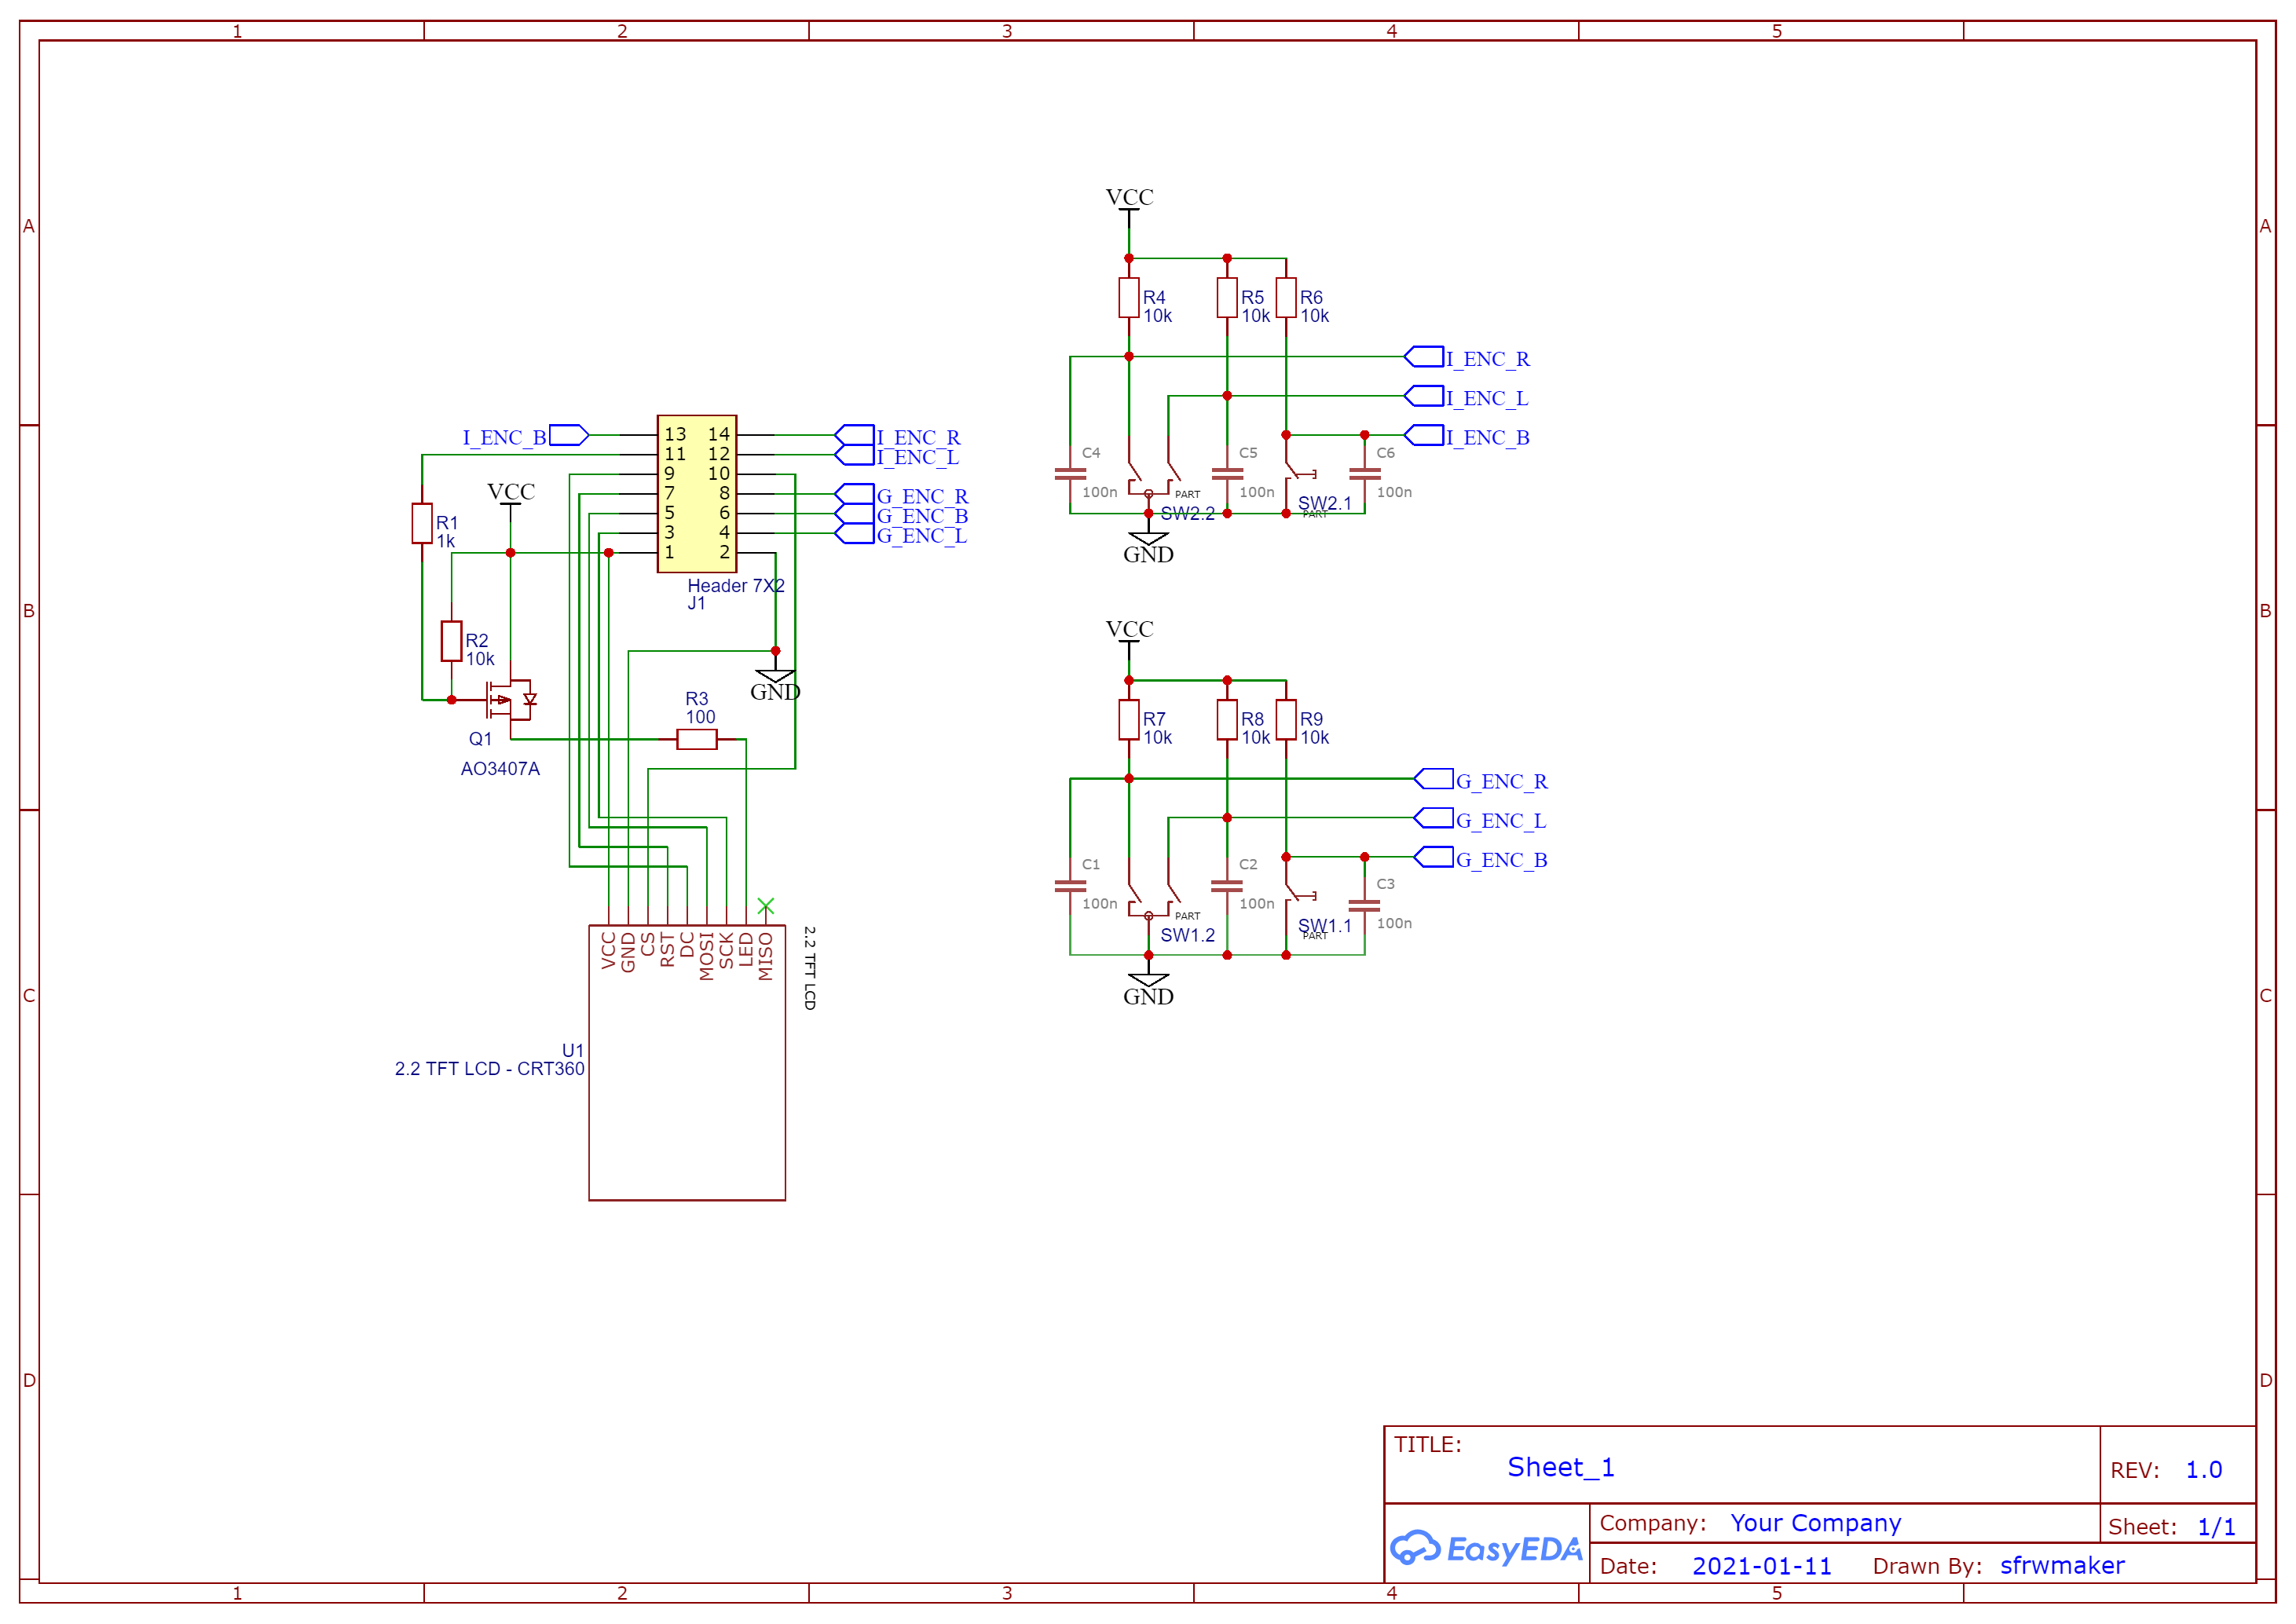 1 2 3 4 5
A A
VCC
R4 R5 R6
10k 10k 10k
I_ENC_R
I_ENC_L
I_ENC_B
C4 C5 C6
100n 100n 100n
PART
SW2.2
SW2.1
PART
GND
I_ENC_B 13 14 I_ENC_R
11 12 I_ENC_L
9 10
7 8 G_ENC_R
5 6 G_ENC_B
3 4 G_ENC_L
1 2
Header 7X2
J1
VCC
R1
1k
R2
10k
Q1
AO3407A
R3
100
GND
B B
VCC
R7 R8 R9
10k 10k 10k
G_ENC_R
G_ENC_L
G_ENC_B
C1 C2 C3
100n 100n 100n
PART
SW1.2
SW1.1
PART
GND
VCC
GND
CS
RST
DC
MOSI
SCK
LED
MISO
2.2 TFT LCD
C C
U1
2.2 TFT LCD - CRT360
D D
TITLE:
Sheet_1
REV: 1.0
EasyEDA
Company: Your Company
Sheet: 1/1
Date: 2021-01-11 Drawn By: sfrwmaker
1 2 3 4 5